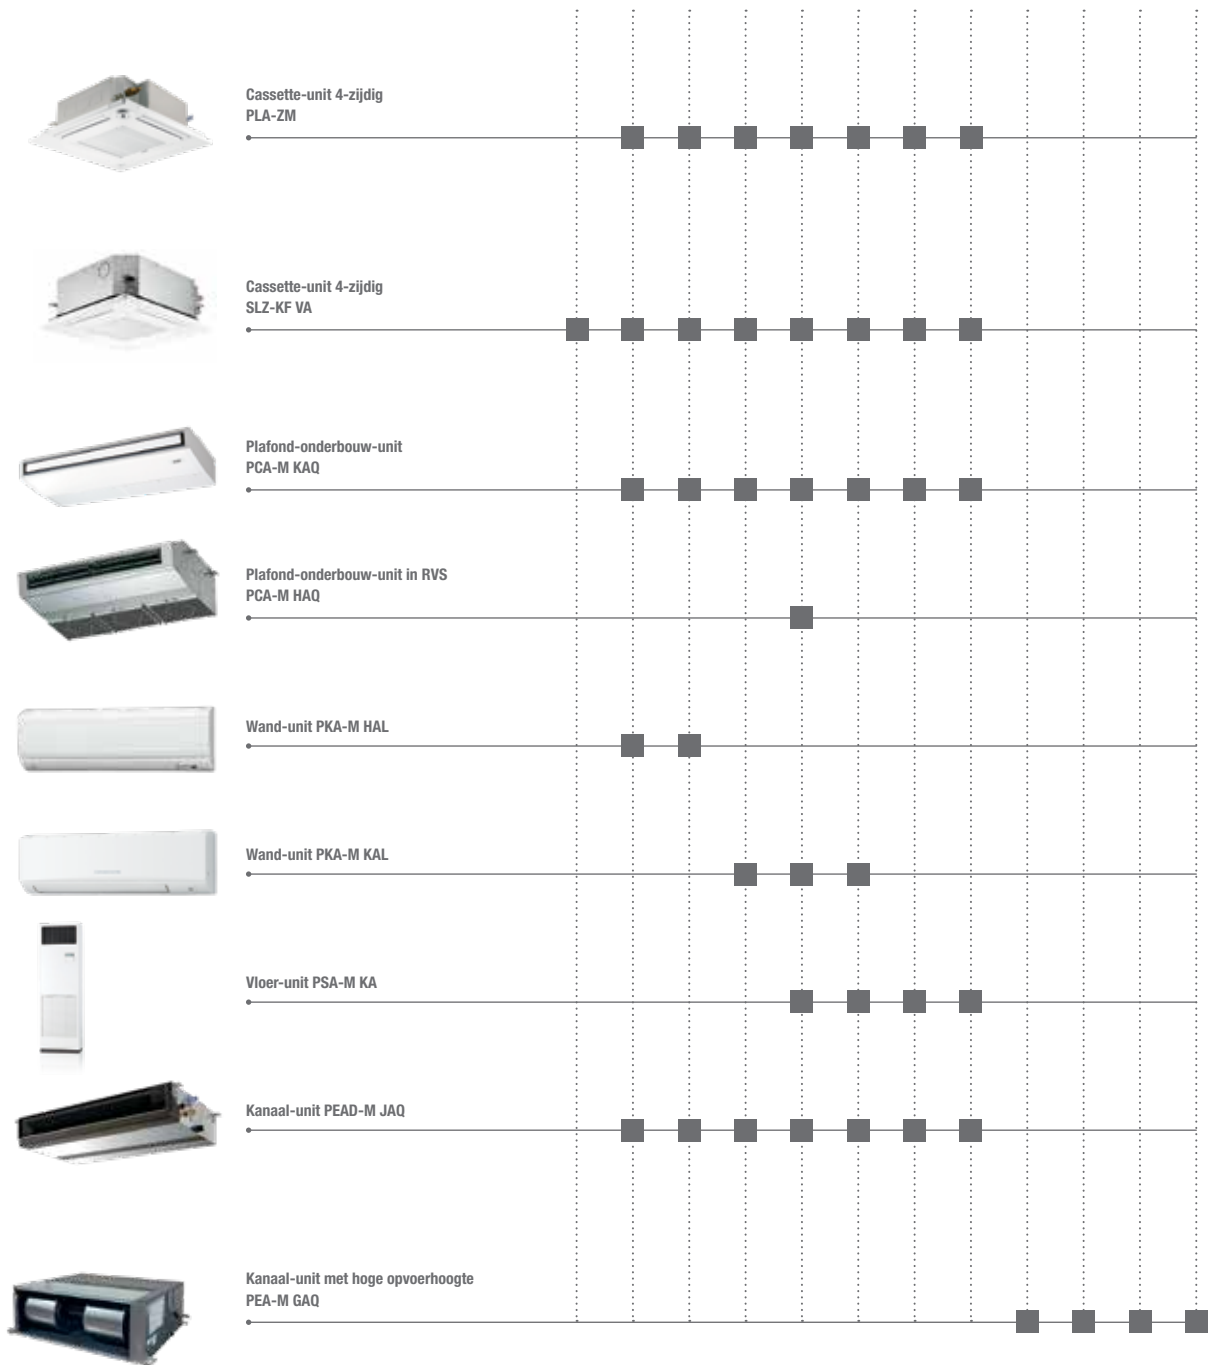 Cassette-unit 4-zijdig
PLA-ZM
Cassette-unit 4-zijdig
SLZ-KF VA
Plafond-onderbouw-unit
PCA-M KAQ
Plafond-onderbouw-unit in RVS
PCA-M HAQ
Wand-unit PKA-M HAL
Wand-unit PKA-M KAL
Vloer-unit PSA-M KA
Kanaal-unit PEAD-M JAQ
Kanaal-unit met hoge opvoerhoogte
PEA-M GAQ